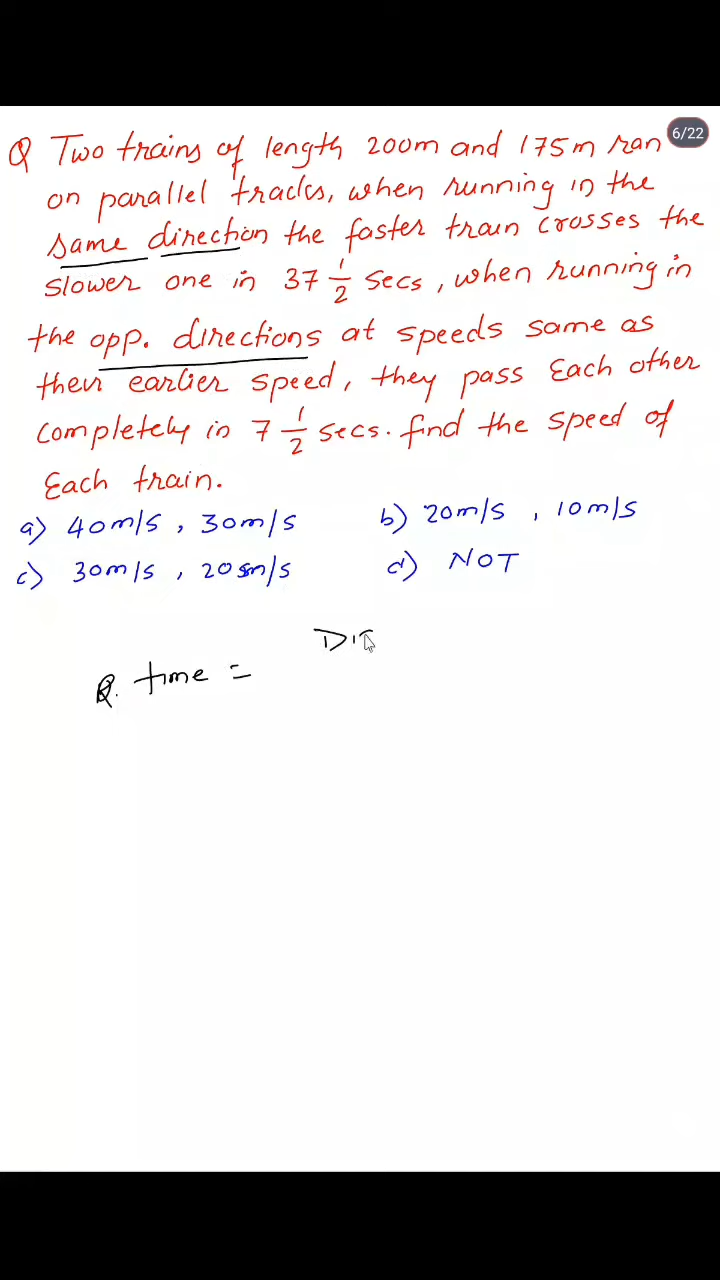 6/22
Q Two trains of length 200m and 175m ran
on parallel tracks, when running in the
same direction the faster train crosses the
slower one in 37 1/2 secs, when running in
the opp. directions at speeds same as
their earlier speed, they pass Each other
completely in 7 1/2 secs. find the speed of
Each train.
a) 40m/s, 30m/s b) 20m/s, 10m/s
c) 30m/s, 20m/s d) NOT
Dis
R. time =